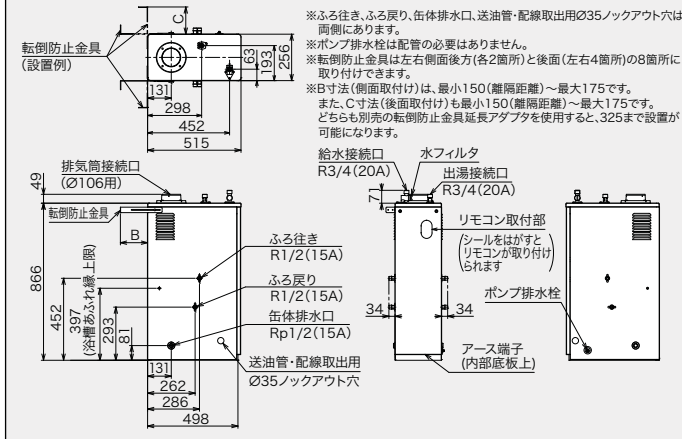 ※ふろ往き、ふろ戻り、缶体排水口、送油管・配線取出用Ø35ノックアウト穴は
両側にあります。
※ポンプ排水栓は配管の必要はありません。
※転倒防止金具は左右側面後方(各2箇所)と後面(左右4箇所)の8箇所に
取り付けできます。
※B寸法(側面取付け)は、最小150(離隔距離)～最大175です。
また、C寸法(後面取付け)も最小150(離隔距離)～最大175です。
どちらも別売の転倒防止金具延長アダプタを使用すると、325まで設置が
可能になります。
転倒防止金具
(設置例)
C
63
193
256
131
298
452
515
排気筒接続口
(Ø106用)
49
転倒防止金具
B
866
452
397
(浴槽あふれ縁上限)
293
81
131
262
286
498
ふろ往き
R1/2(15A)
ふろ戻り
R1/2(15A)
缶体排水口
Rp1/2(15A)
送油管・配線取出用
Ø35ノックアウト穴
給水接続口
R3/4(20A)
水フィルタ
出湯接続口
R3/4(20A)
71
リモコン取付部
(シールをはがすと
リモコンが取り付け
られます)
34
34
ポンプ排水栓
アース端子
(内部底板上)